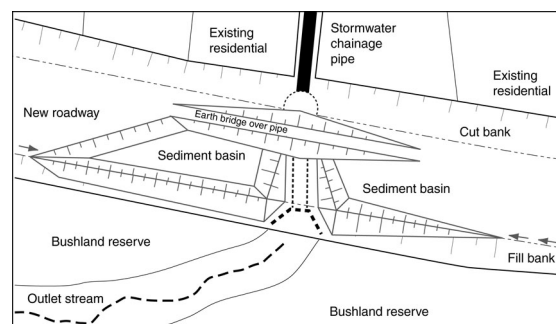 Existing
residential
Stormwater
chainage
pipe
Existing
residential
New roadway
Earth bridge over pipe
Cut bank
Sediment basin
Sediment basin
Bushland reserve
Fill bank
Outlet stream
Bushland reserve